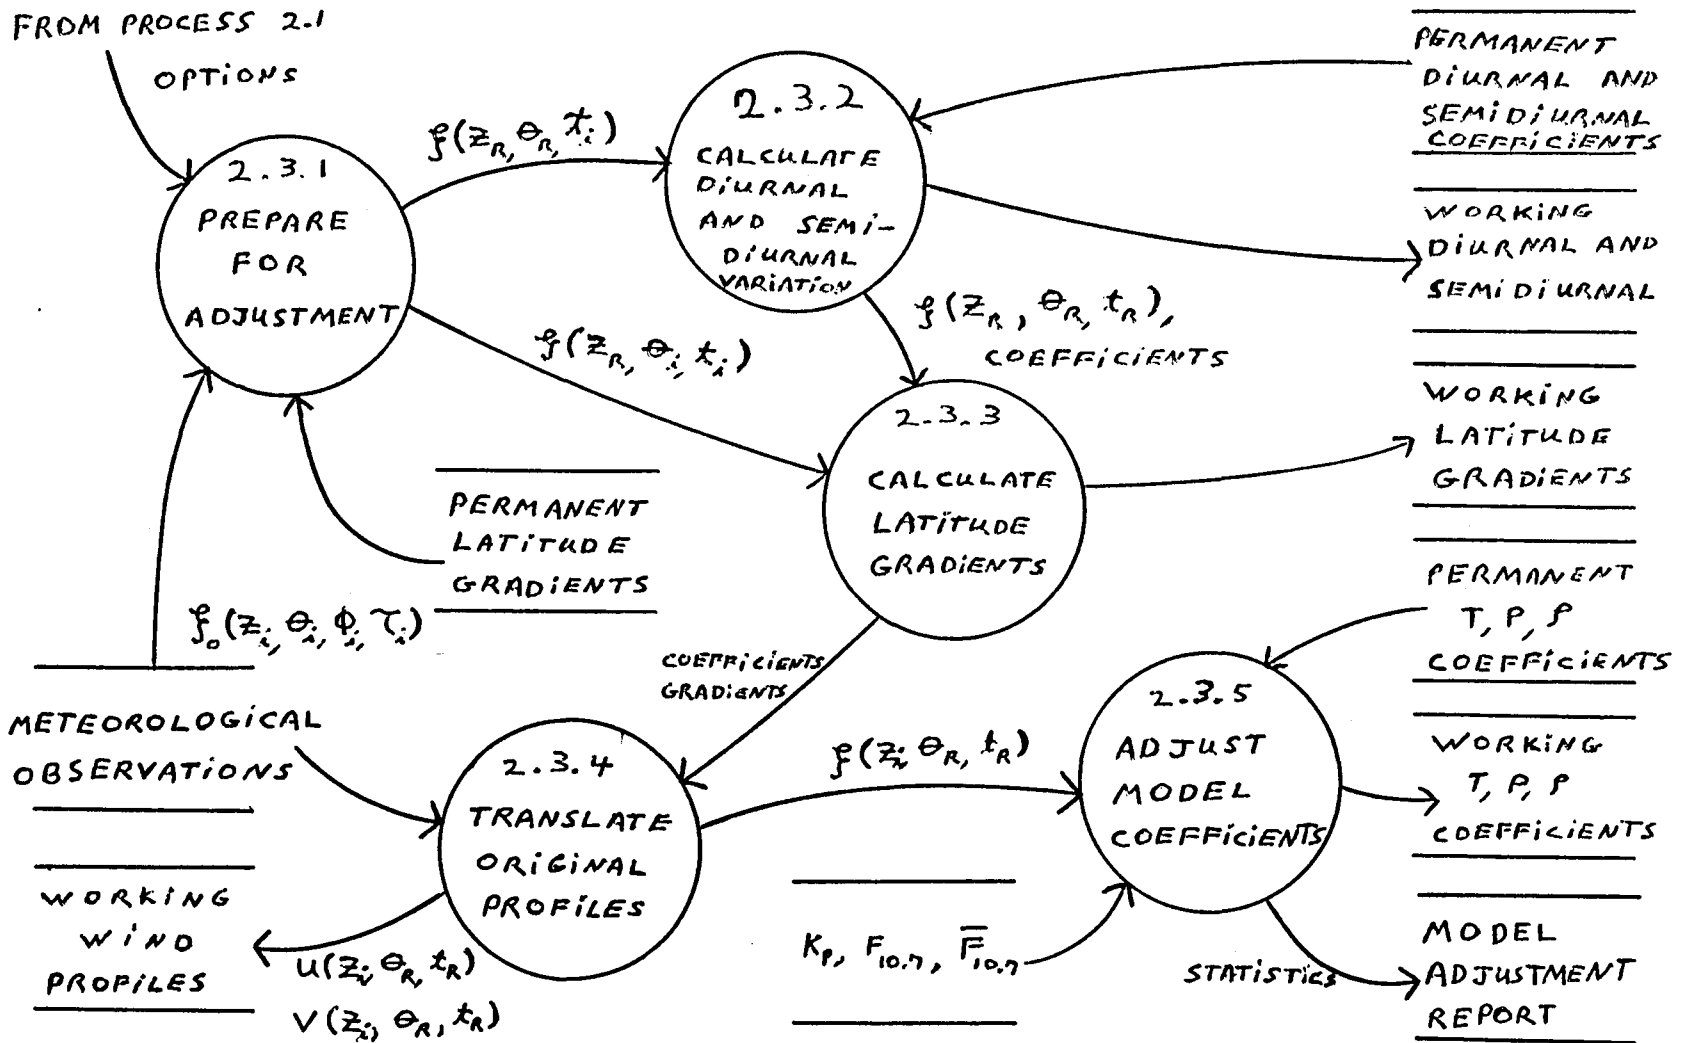 FROM PROCESS 2.1
OPTIONS
2.3.1
PREPARE
FOR
ADJUSTMENT
ρ(z_R, θ_R, t_i)
2.3.2
CALCULATE
DIURNAL
AND SEMI-
DIURNAL
VARIATION
PERMANENT
DIURNAL AND
SEMIDIURNAL
COEFFICIENTS
WORKING
DIURNAL AND
SEMIDIURNAL
ρ(z_R, θ_R, t_R),
COEFFICIENTS
ρ(z_R, θ_i, t_i)
2.3.3
CALCULATE
LATITUDE
GRADIENTS
WORKING
LATITUDE
GRADIENTS
PERMANENT
LATITUDE
GRADIENTS
ρ_o(z_i, θ_i, Φ_i, τ_i)
COEFFICIENTS
GRADIENTS
PERMANENT
T, P, ρ
COEFFICIENTS
METEOROLOGICAL
OBSERVATIONS
2.3.4
TRANSLATE
ORIGINAL
PROFILES
ρ(z_i, θ_R, t_R)
2.3.5
ADJUST
MODEL
COEFFICIENTS
WORKING
T, P, ρ
COEFFICIENTS
WORKING
WIND
PROFILES
u(z_i, θ_R, t_R)
V(z_i, θ_R, t_R)
K_P, F_10.7, F̅_10.7
STATISTICS
MODEL
ADJUSTMENT
REPORT